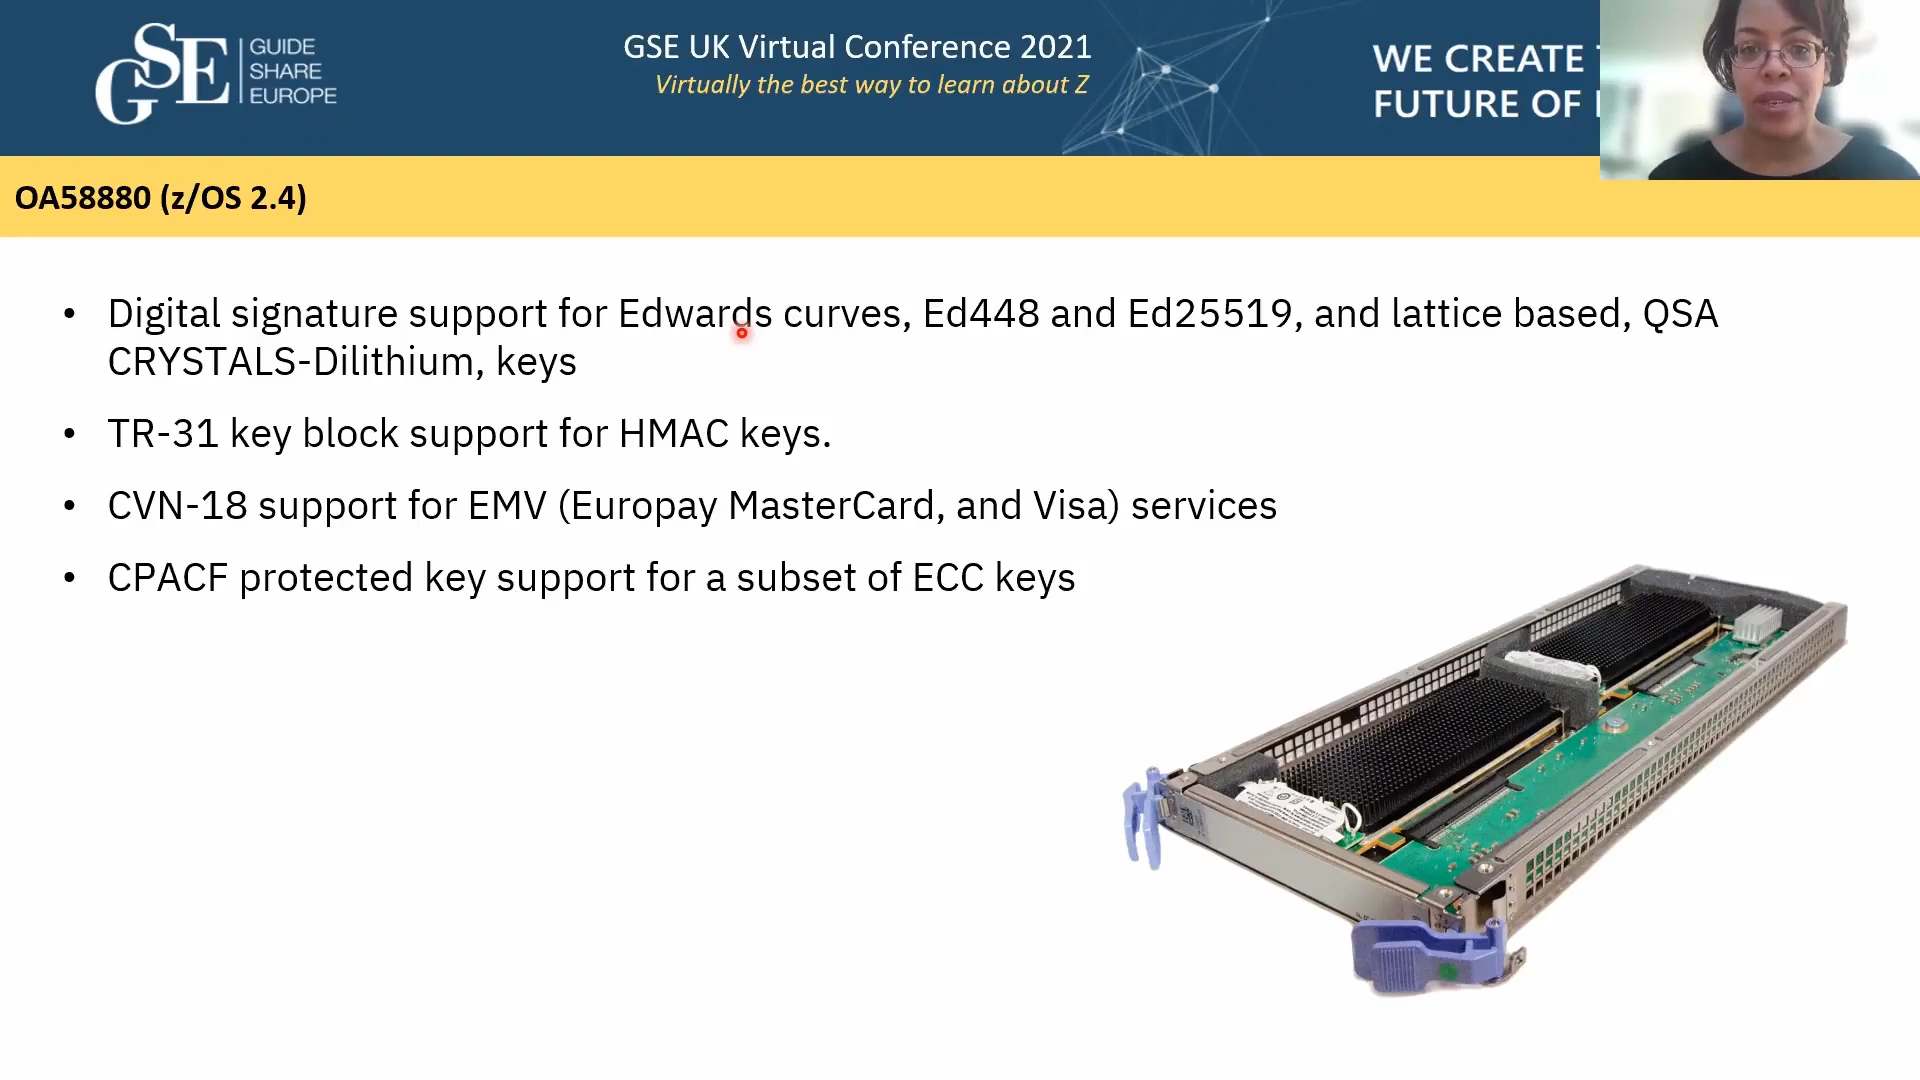 GSE
GUIDE
SHARE
EUROPE
GSE UK Virtual Conference 2021
Virtually the best way to learn about Z
WE CREATE
FUTURE OF
OA58880 (z/OS 2.4)
• Digital signature support for Edwards curves, Ed448 and Ed25519, and lattice based, QSA
CRYSTALS-Dilithium, keys
• TR-31 key block support for HMAC keys.
• CVN-18 support for EMV (Europay MasterCard, and Visa) services
• CPACF protected key support for a subset of ECC keys